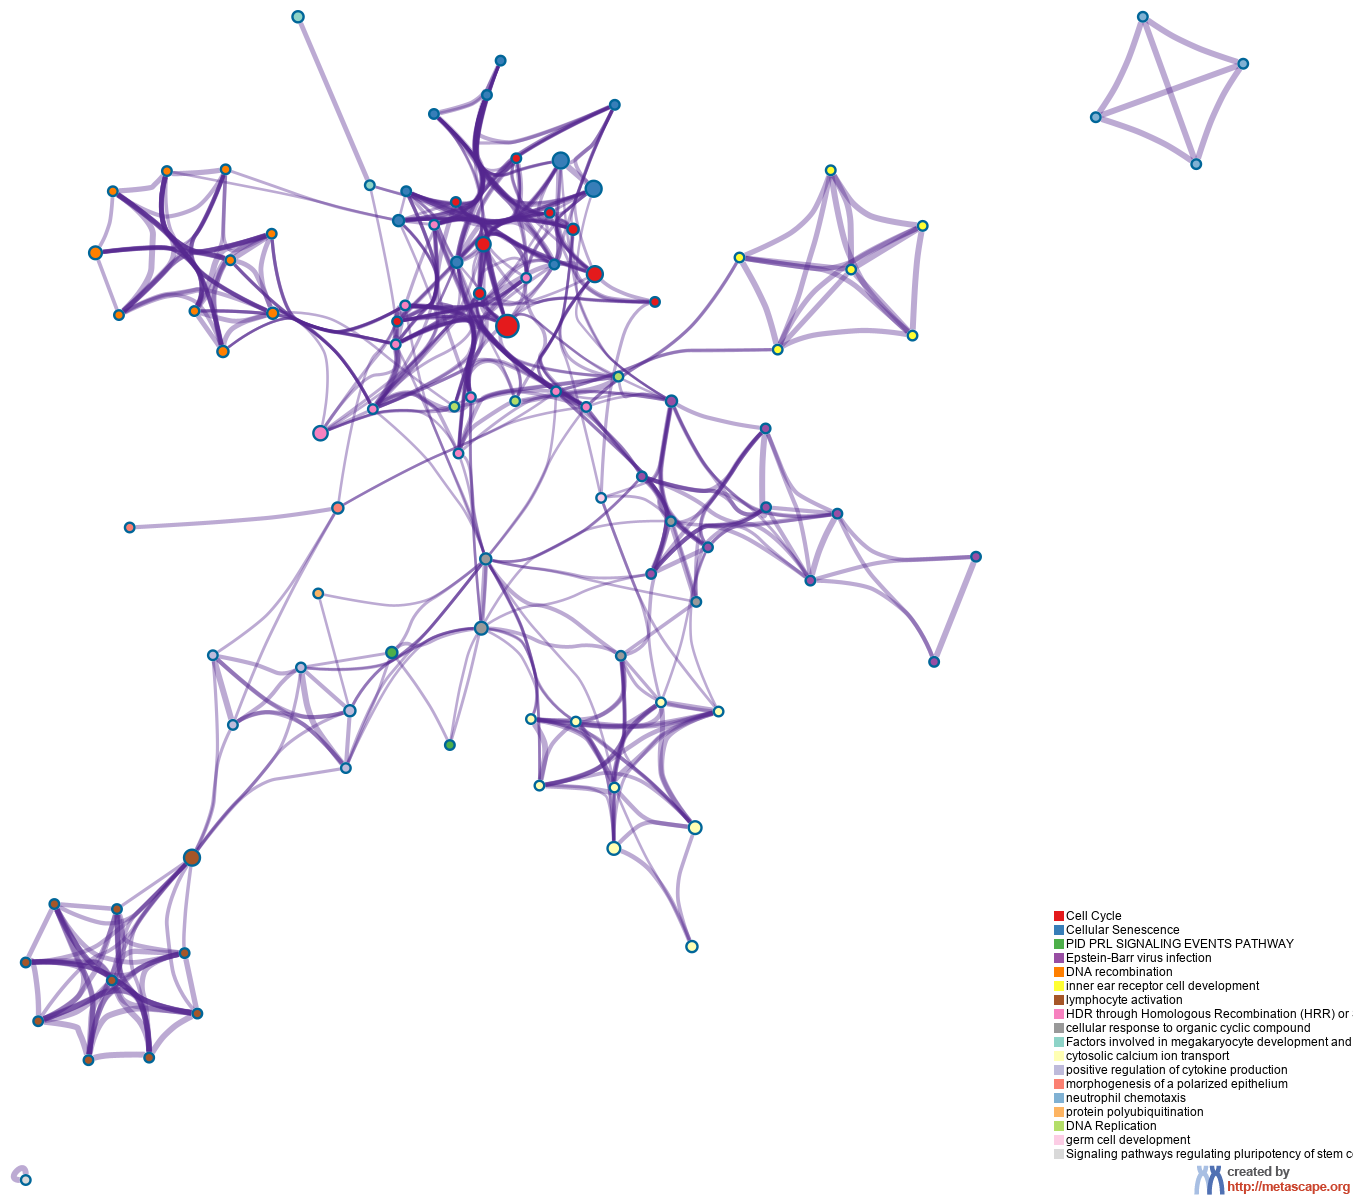 Cell Cycle
Cellular Senescence
PID PRL SIGNALING EVENTS PATHWAY
Epstein-Barr virus infection
DNA recombination
inner ear receptor cell development
lymphocyte activation
HDR through Homologous Recombination (HRR) or
cellular response to organic cyclic compound
Factors involved in megakaryocyte development and
cytosolic calcium ion transport
positive regulation of cytokine production
morphogenesis of a polarized epithelium
neutrophil chemotaxis
protein polyubiquitination
DNA Replication
germ cell development
Signaling pathways regulating pluripotency of stem c
created by
http://metascape.org